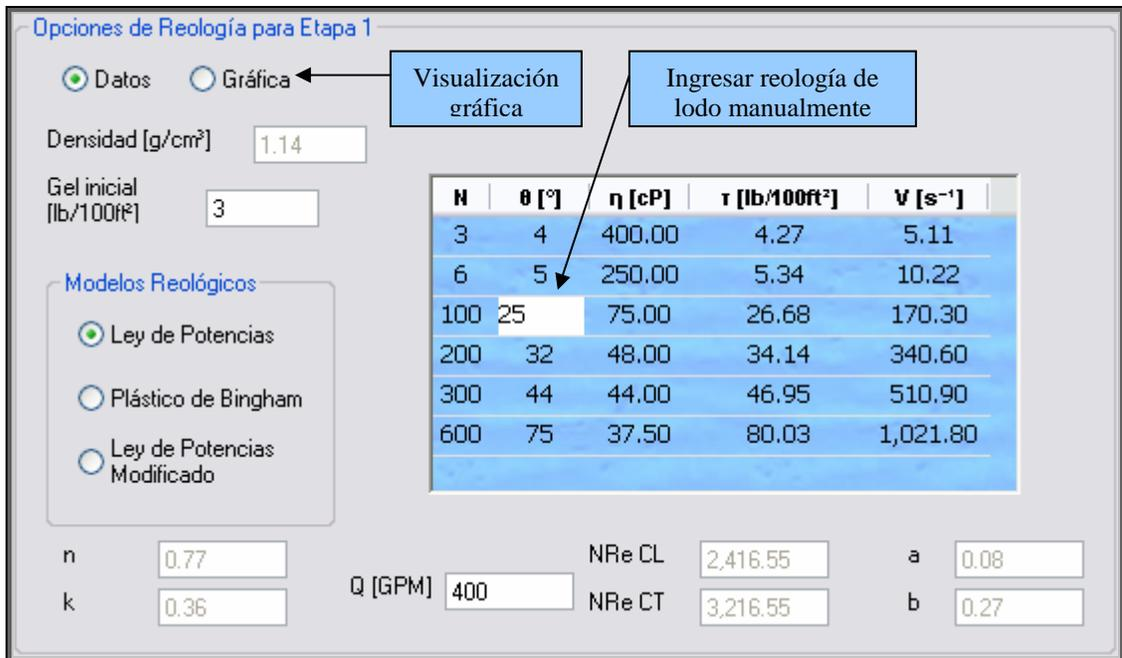 Opciones de Reología para Etapa 1
Datos Gráfica
Visualización
gráfica
Ingresar reología de
lodo manualmente
Densidad [g/cm³] 1.14
Gel inicial
[lb/100ft²] 3
N θ [°] η [cP] τ [lb/100ft²] V [s⁻¹]
3 4 400.00 4.27 5.11
6 5 250.00 5.34 10.22
100 25 75.00 26.68 170.30
200 32 48.00 34.14 340.60
300 44 44.00 46.95 510.90
600 75 37.50 80.03 1,021.80
Modelos Reológicos
Ley de Potencias
Plástico de Bingham
Ley de Potencias
Modificado
n 0.77
k 0.36
Q [GPM] 400
NRe CL 2,416.55
NRe CT 3,216.55
a 0.08
b 0.27